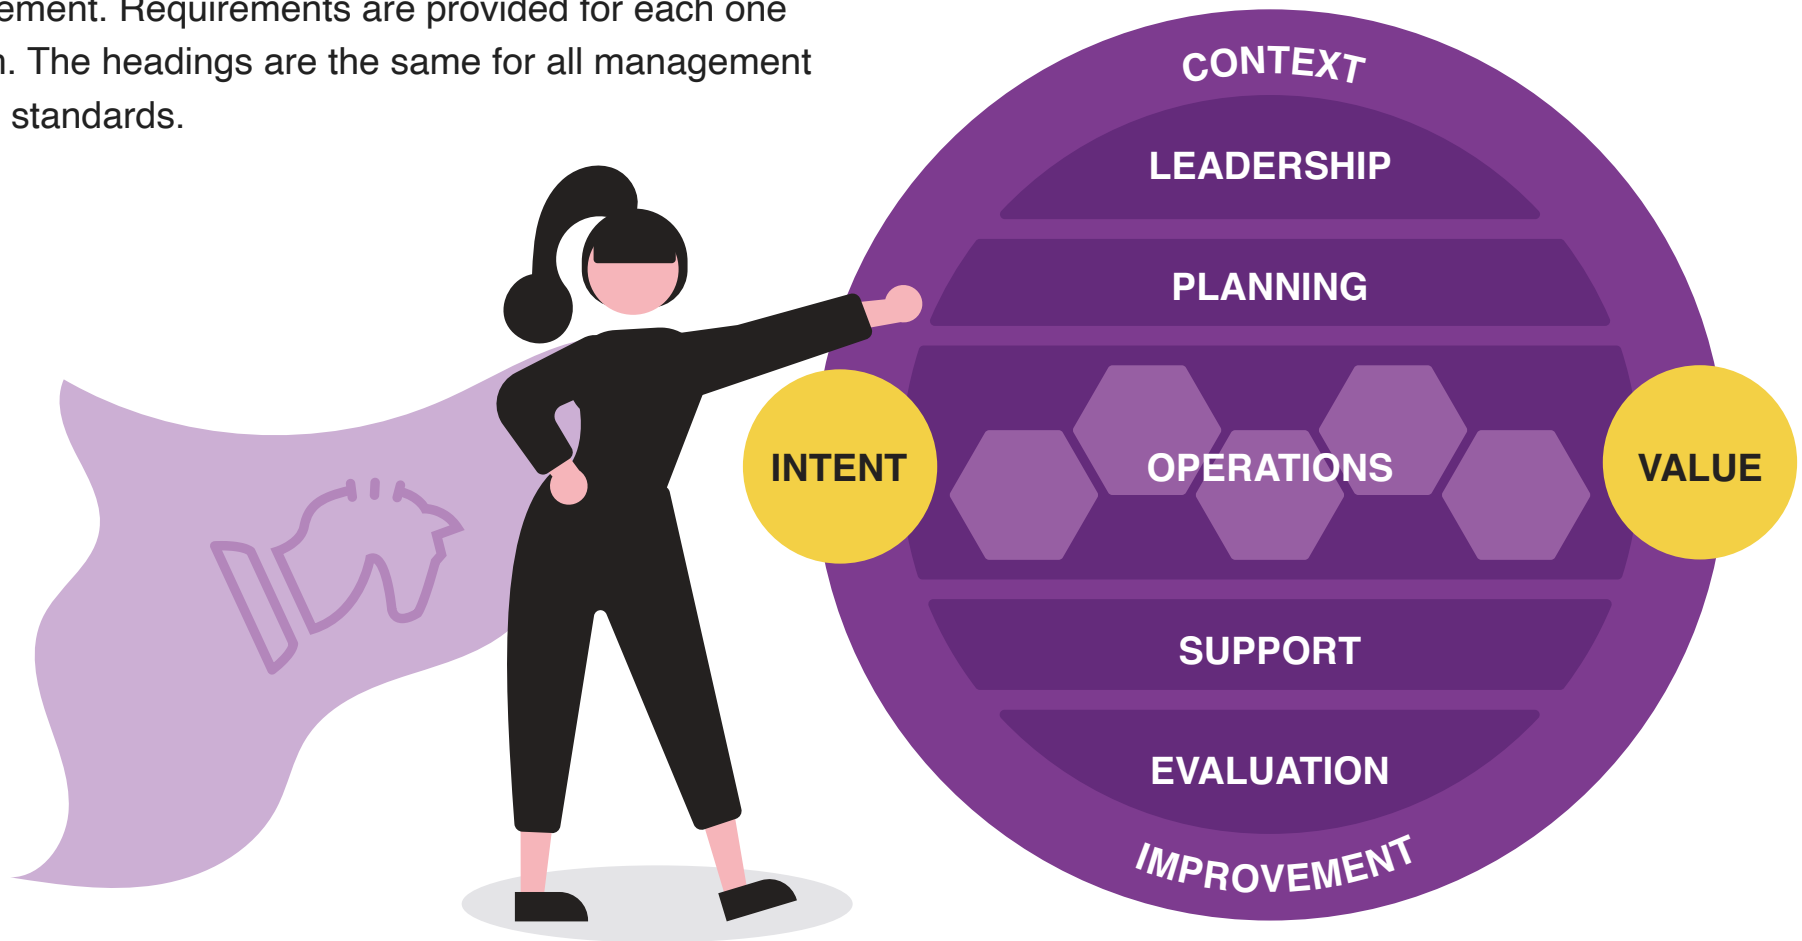 Requirements are provided for each one
The headings are the same for all management
standards.
CONTEXT
LEADERSHIP
PLANNING
INTENT
OPERATIONS
VALUE
SUPPORT
EVALUATION
IMPROVEMENT